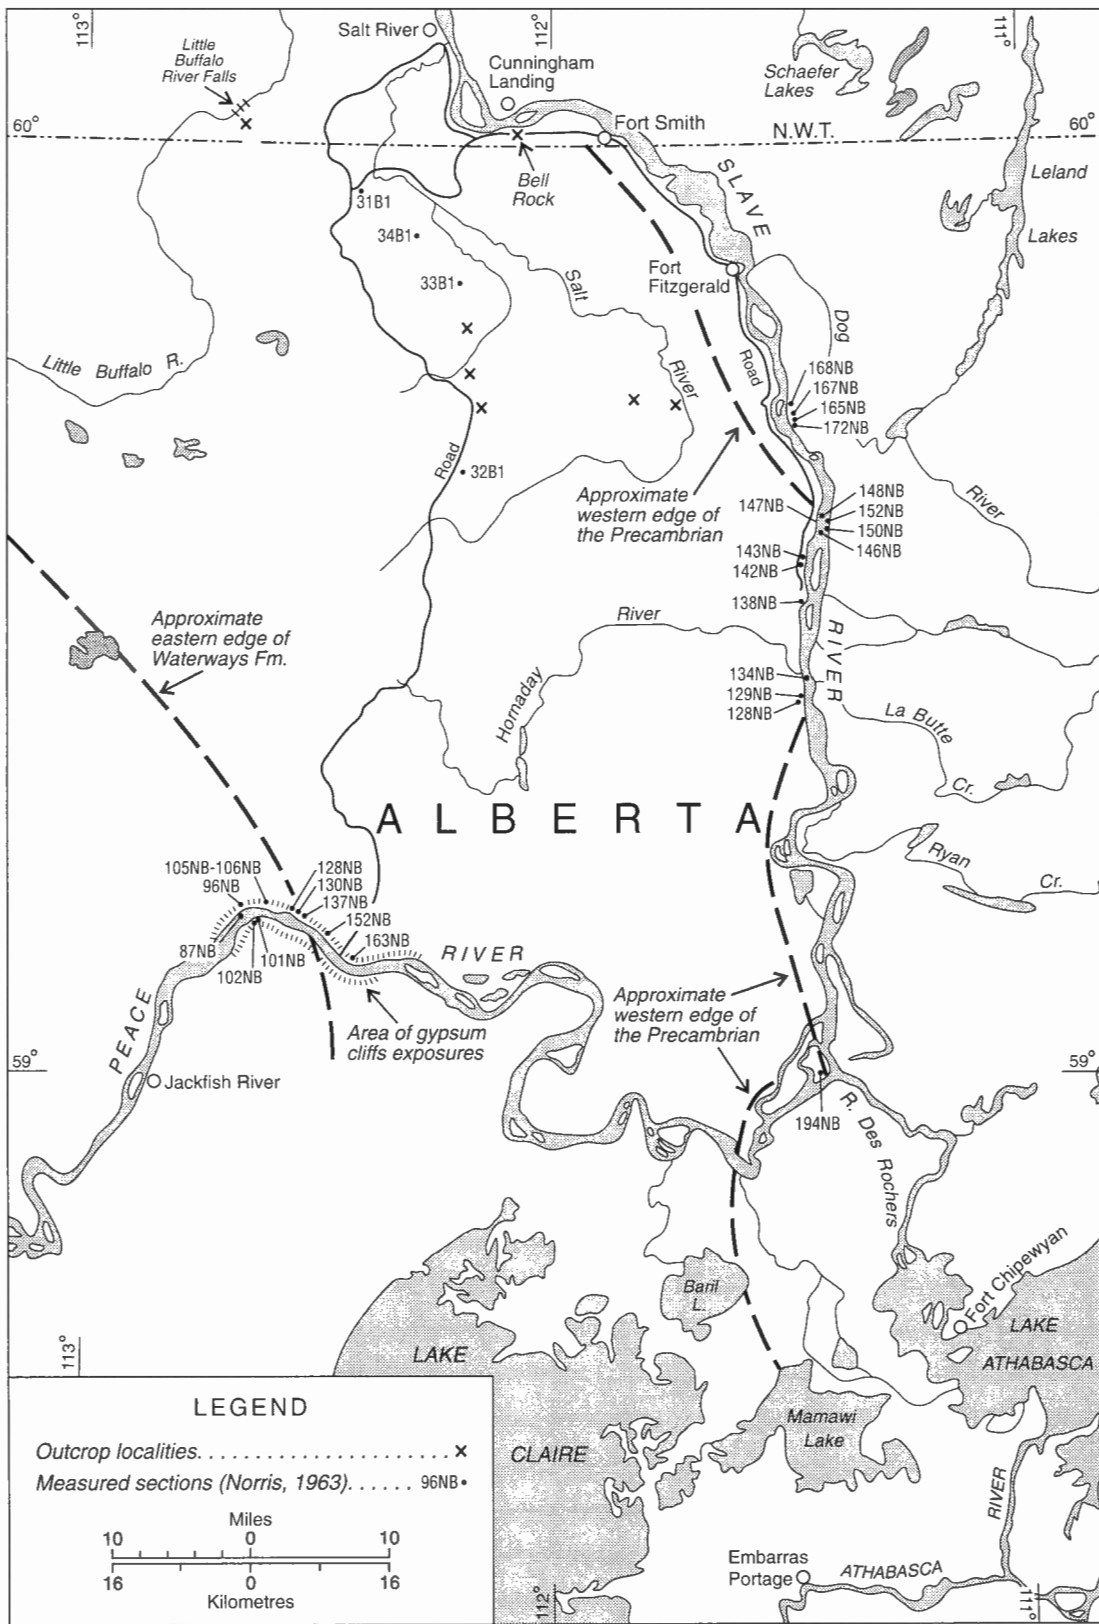 113°
112°
111°
Salt River
Little
Buffalo
River Falls
Cunningham
Landing
Schaefer
Lakes
60°
Fort Smith
N.W.T.
60°
Bell
Rock
SLAVE
Leland
Lakes
31B1
34B1
33B1
Salt
River
Fort
Fitzgerald
Dog
River
Road
Little Buffalo R.
168NB
167NB
165NB
172NB
Road
32B1
Approximate
western edge of
the Precambrian
147NB
148NB
152NB
150NB
146NB
143NB
142NB
138NB
Approximate
eastern edge of
Waterways Fm.
River
Hornaday
RIVER
134NB
129NB
128NB
La Butte
Cr.
ALBERTA
Ryan
Cr.
105NB-106NB
96NB
128NB
130NB
137NB
152NB
163NB
87NB
102NB
101NB
RIVER
PEACE
Area of gypsum
cliffs exposures
Approximate
western edge of
the Precambrian
59°
Jackfish River
59°
194NB
R. Des Rochers
Baril
L.
Fort Chipewyan
LAKE
ATHABASCA
113°
LAKE
CLAIRE
Mamawi
Lake
RIVER
Embarras
Portage
ATHABASCA
112°
111°
LEGEND
Outcrop localities. . . . . . . . . . . . . . . . . . . . . . x
Measured sections (Norris, 1963). . . . . . 96NB•
Miles
10 0 10
16 0 16
Kilometres